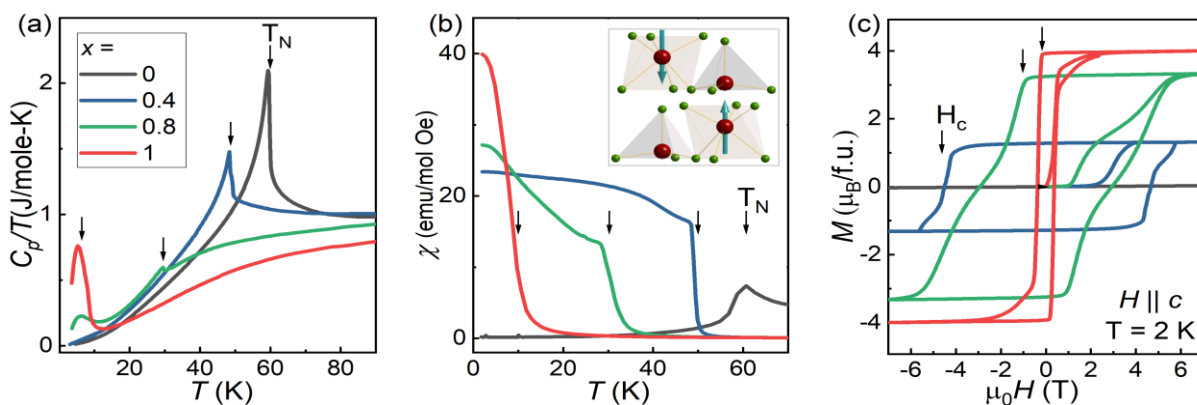 (a)
x =
0
0.4
0.8
1
T_N
C_p/T(J/mole-K)
2
1
0
20 40 60 80
T (K)
(b)
40
20
0
T_N
χ (emu/mol Oe)
0 20 40 60
T (K)
(c)
4
2
0
-2
-4
H_c
M (μ_B/f.u.)
H || c
T = 2 K
-6 -4 -2 0 2 4 6
μ₀H (T)